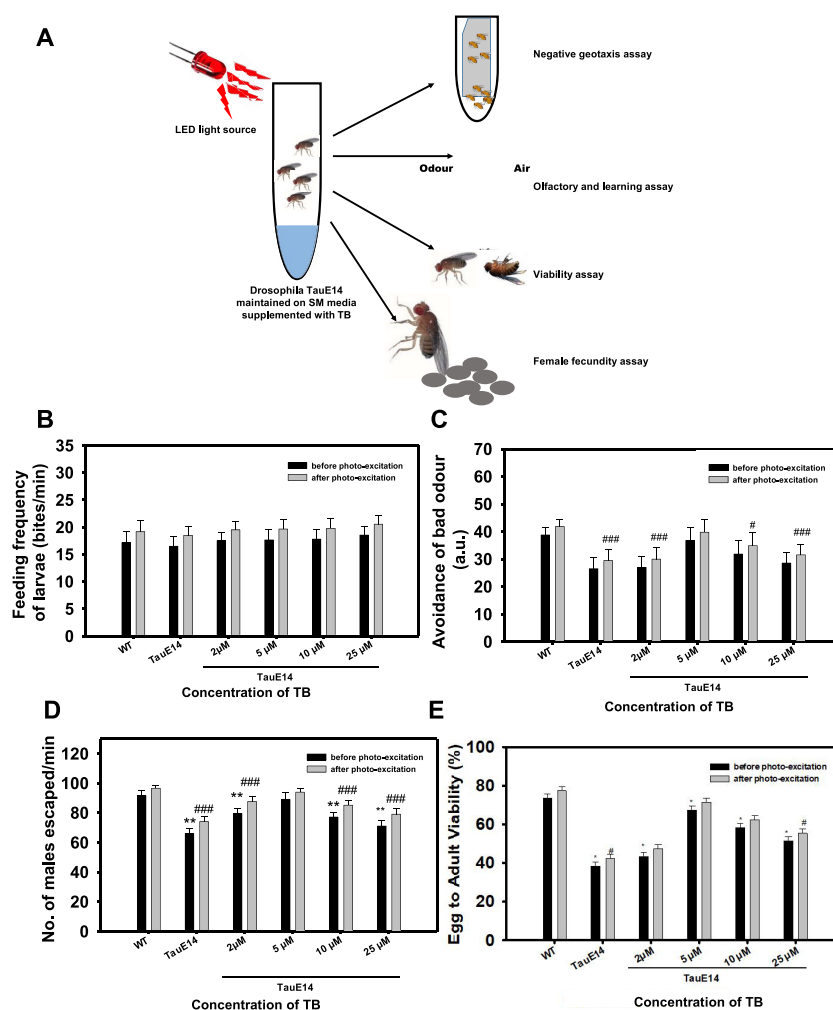 A
LED light source
Negative geotaxis assay
Odour
Air
Olfactory and learning assay
Viability assay
Drosophila TauE14
maintained on SM media
supplemented with TB
Female fecundity assay
B
Feeding frequency
of larvae (bites/min)
35
30
25
20
15
10
5
0
before photo-excitation
after photo-excitation
WT
TauE14
2µM
5 µM
10 µM
25 µM
TauE14
Concentration of TB
C
Avoidance of bad odour
(a.u.)
70
60
50
40
30
20
10
0
before photo-excitation
after photo-excitation
###
###
#
###
WT
TauE14
2µM
5 µM
10 µM
25 µM
TauE14
Concentration of TB
D
No. of males escaped/min
120
100
80
60
40
20
0
before photo-excitation
after photo-excitation
**
###
**
###
**
###
**
###
WT
TauE14
2µM
5 µM
10 µM
25 µM
TauE14
Concentration of TB
E
Egg to Adult Viability (%)
80
60
40
20
0
before photo-excitation
after photo-excitation
*
#
*
*
*
*
#
WT
TauE14
2µM
5 µM
10 µM
25 µM
TauE14
Concentration of TB